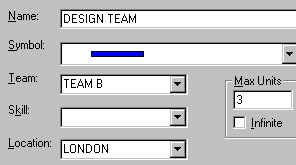 Name: DESIGN TEAM
Symbol:
Team: TEAM B
Max Units
Skill: 3
Infinite
Location: LONDON